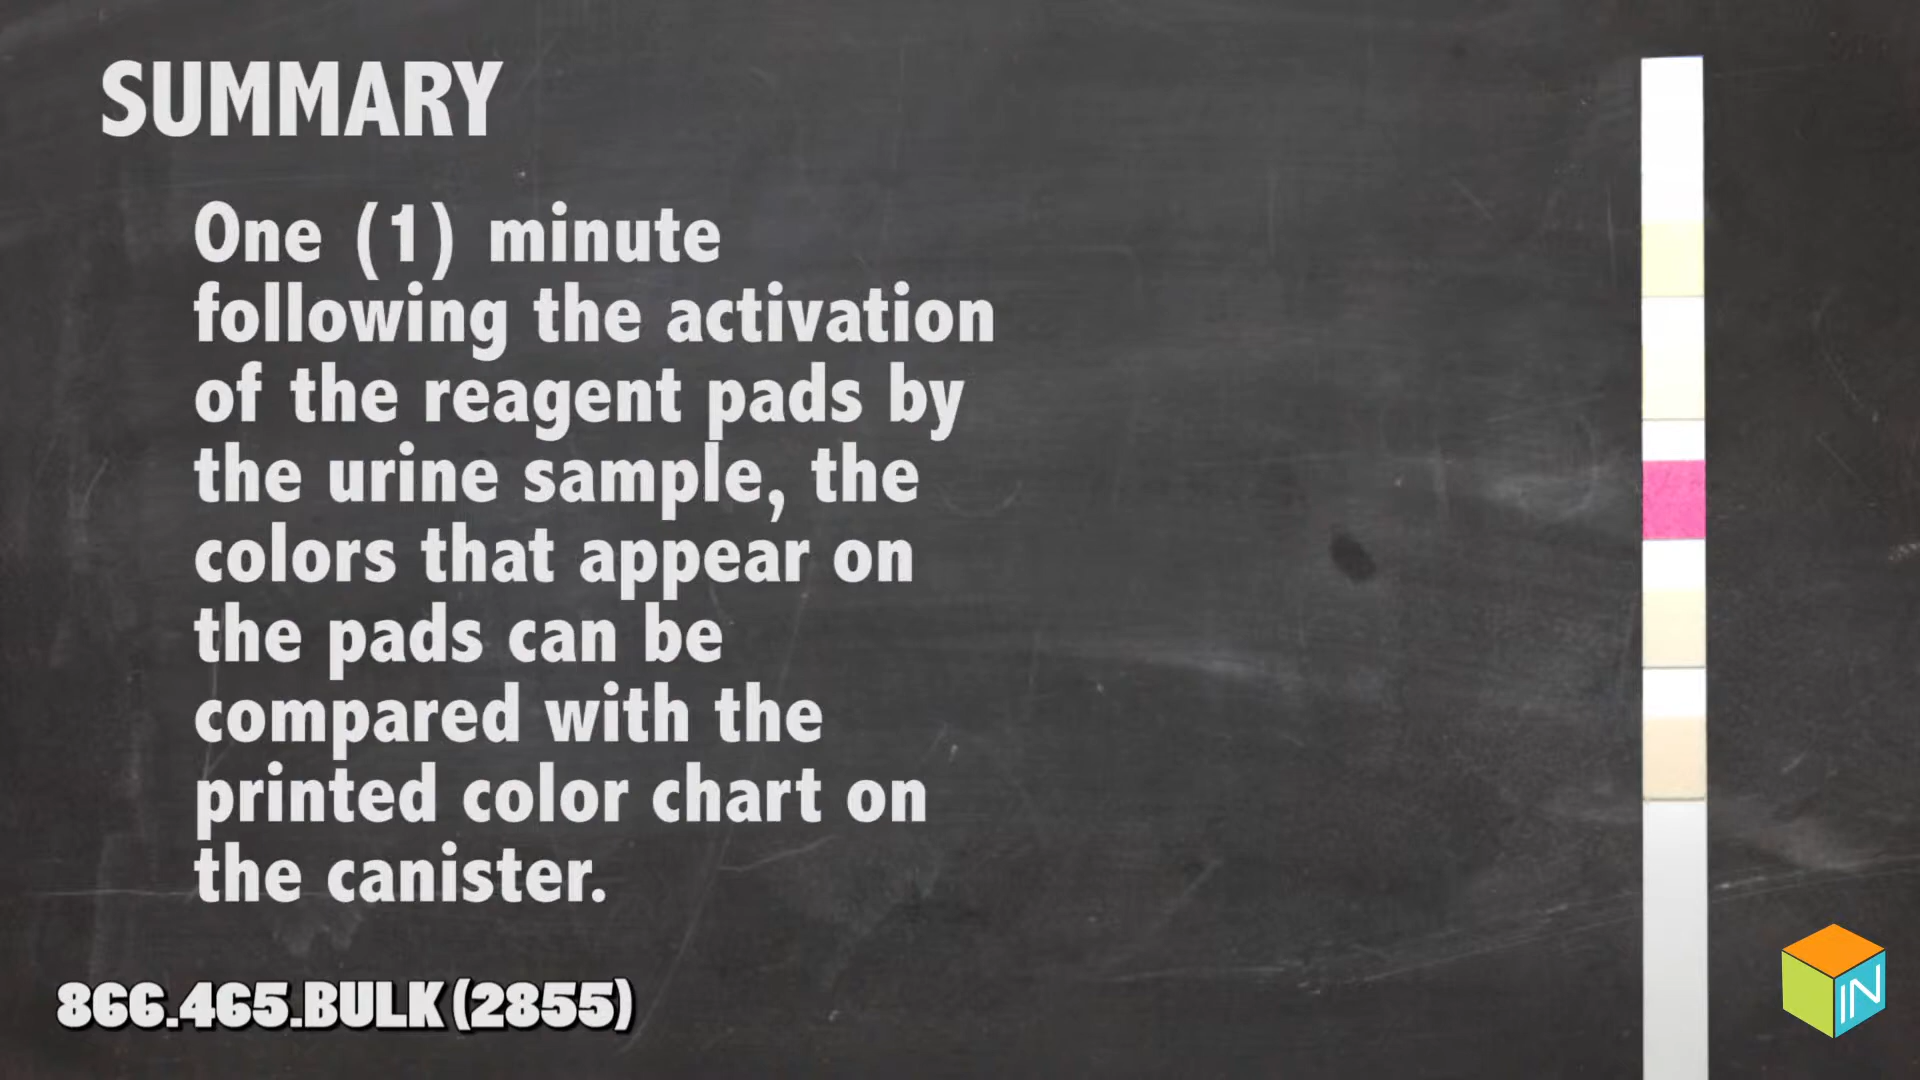 SUMMARY
One (1) minute
following the activation
of the reagent pads by
the urine sample, the
colors that appear on
the pads can be
compared with the
printed color chart on
the canister.
866.465.BULK (2855)
IN